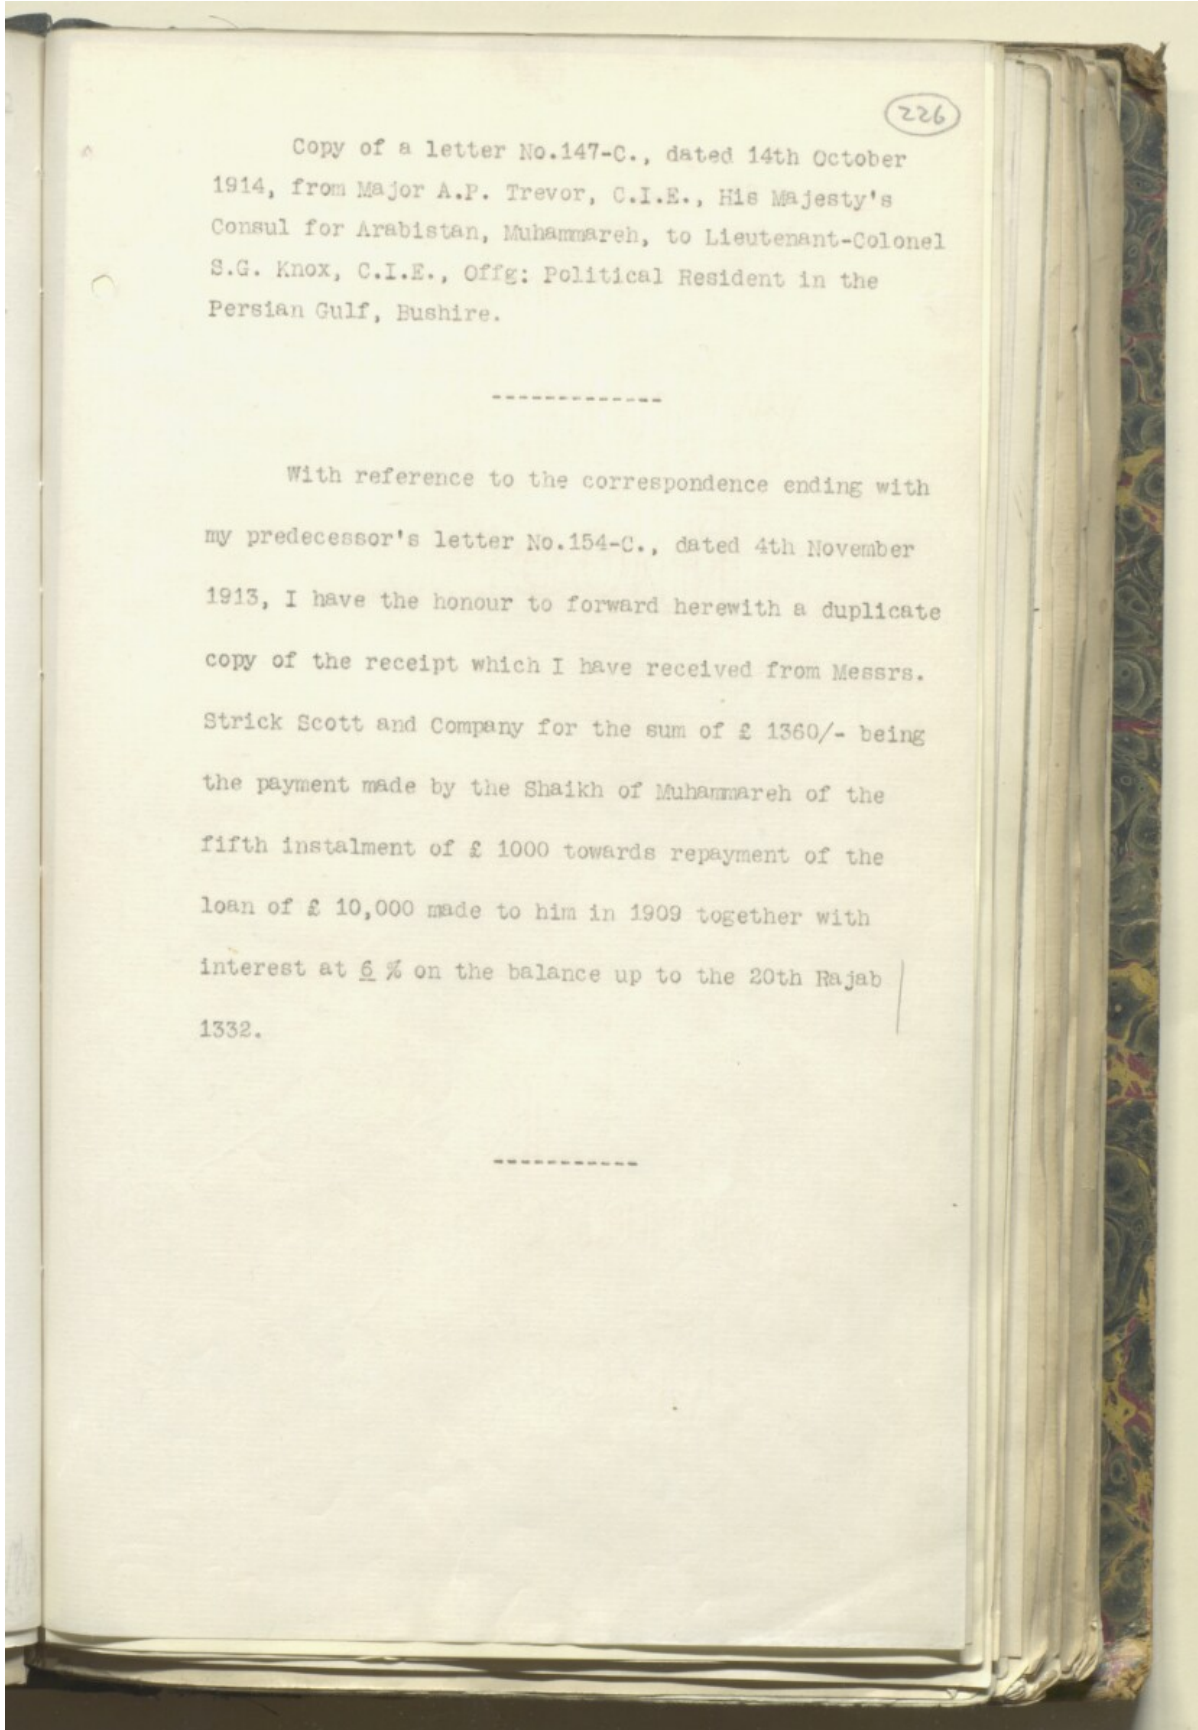 226
Copy of a letter No.147-C., dated 14th October
1914, from Major A.P. Trevor, C.I.E., His Majesty's
Consul for Arabistan, Muhammareh, to Lieutenant-Colonel
S.G. Knox, C.I.E., Offg: Political Resident in the
Persian Gulf, Bushire.
-------------
With reference to the correspondence ending with
my predecessor's letter No.154-C., dated 4th November
1913, I have the honour to forward herewith a duplicate
copy of the receipt which I have received from Messrs.
Strick Scott and Company for the sum of £ 1360/- being
the payment made by the Shaikh of Muhammareh of the
fifth instalment of £ 1000 towards repayment of the
loan of £ 10,000 made to him in 1909 together with
interest at 6 % on the balance up to the 20th Rajab
1332.
-----------